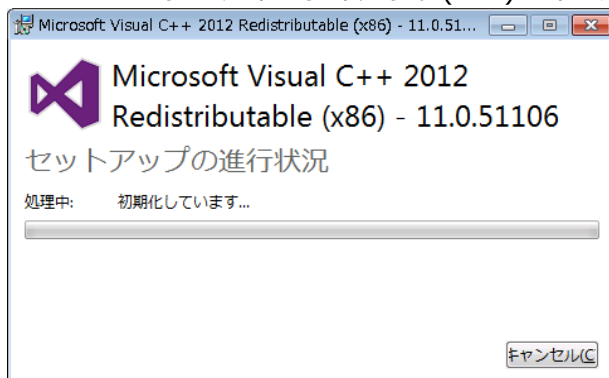 Microsoft Visual C++ 2012 Redistributable (x86) - 11.0.51...
Microsoft Visual C++ 2012
Redistributable (x86) - 11.0.51106
セットアップの進行状況
処理中: 初期化しています...
キャンセル(C